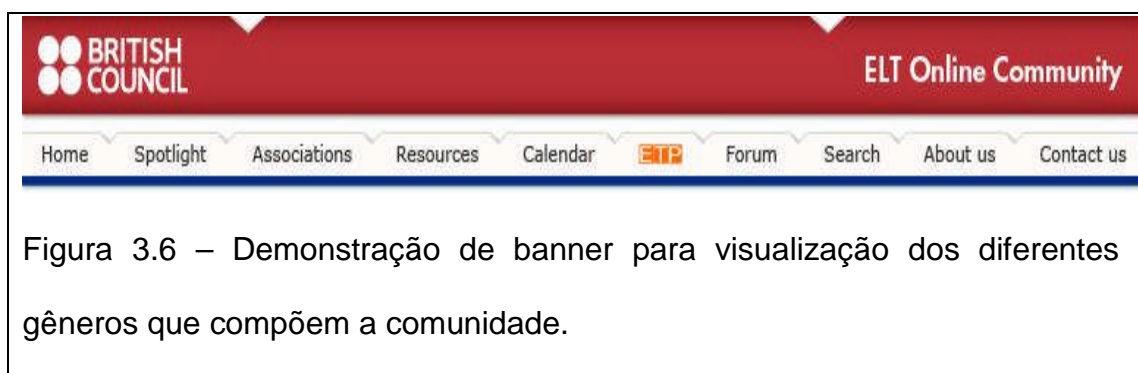 BRITISH
COUNCIL
ELT Online Community
Home Spotlight Associations Resources Calendar ETP Forum Search About us Contact us
Figura 3.6 – Demonstração de banner para visualização dos diferentes
gêneros que compõem a comunidade.